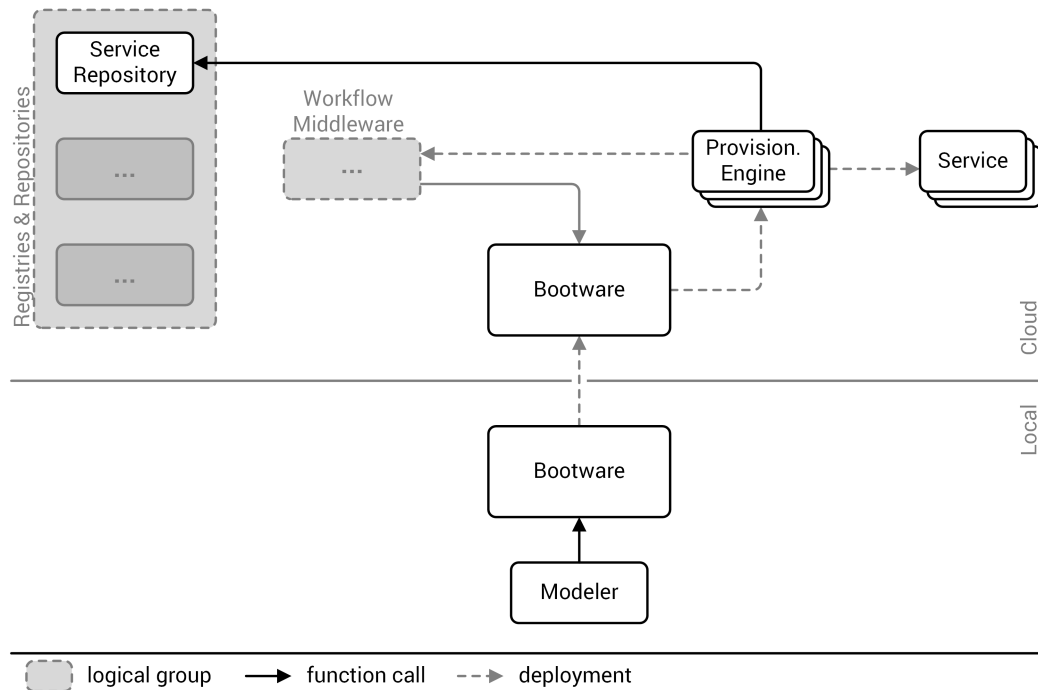 Service
Repository
Registries & Repositories
...
...
Workflow
Middleware
...
Provision.
Engine
Service
Bootware
Cloud
Local
Bootware
Modeler
logical group
function call
deployment